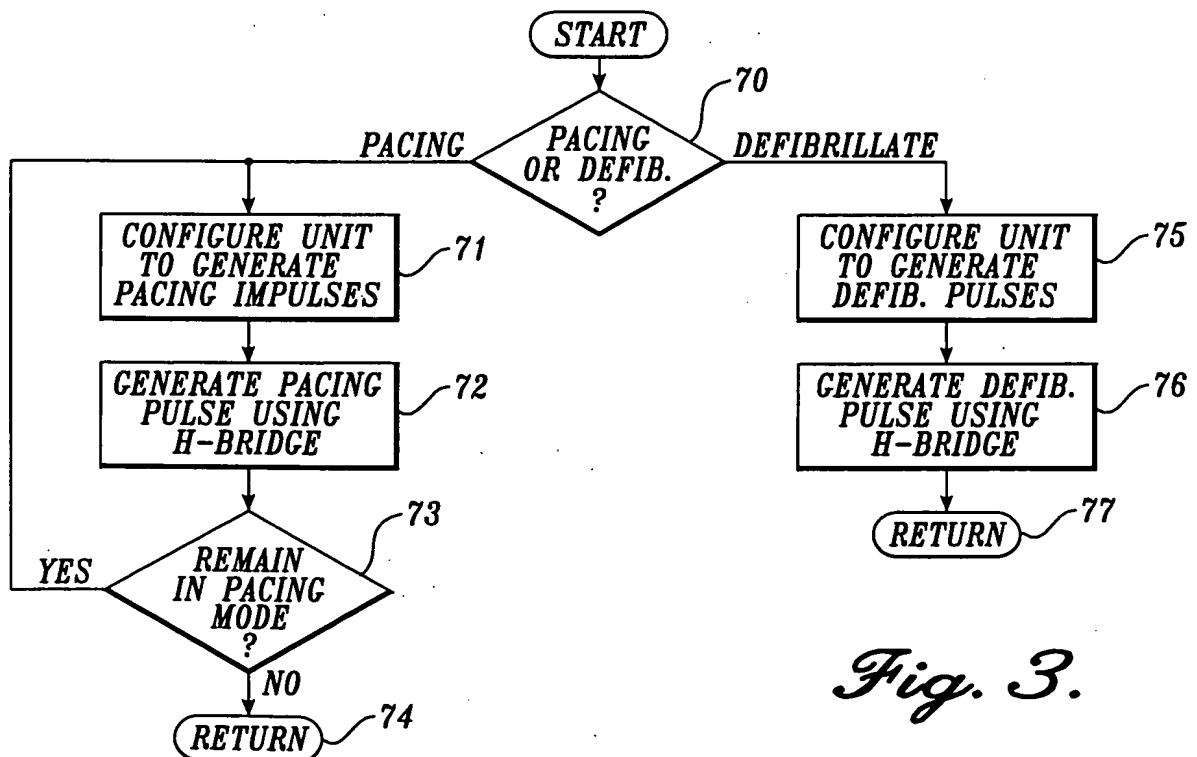 START
70
PACING
OR DEFIB.
?
PACING
DEFIBRILLATE
CONFIGURE UNIT
TO GENERATE
PACING IMPULSES
71
GENERATE PACING
PULSE USING
H-BRIDGE
72
REMAIN
IN PACING
MODE
?
73
YES
NO
RETURN
74
CONFIGURE UNIT
TO GENERATE
DEFIB. PULSES
75
GENERATE DEFIB.
PULSE USING
H-BRIDGE
76
RETURN
77
Fig. 3.